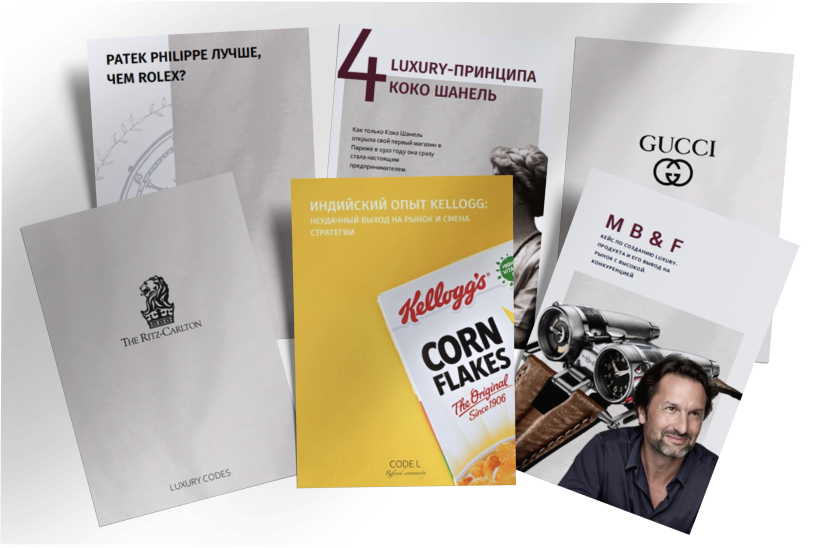 PATEK PHILIPPE ЛУЧШЕ,
ЧЕМ ROLEX?
4 LUXURY-ПРИНЦИПА
КОКО ШАНЕЛЬ
Как только Коко Шанель
открыла свой первый магазин в
Париже в 1910 году она сразу
стала настоящим
предпринимателем.
GUCCI
THE RITZ-CARLTON
LUXURY CODES
ИНДИЙСКИЙ ОПЫТ KELLOGG:
НЕУДАЧНЫЙ ВЫХОД НА РЫНОК И СМЕНА
СТРАТЕГИИ
Kellogg's
CORN
FLAKES
The Original
Since 1906
CODE L
M B & F
КЕЙС ПО СОЗДАНИЮ LUXURY-
ПРОДУКТА И ЕГО ВЫВОД НА
РЫНОК С ВЫСОКОЙ
КОНКУРЕНЦИЕЙ